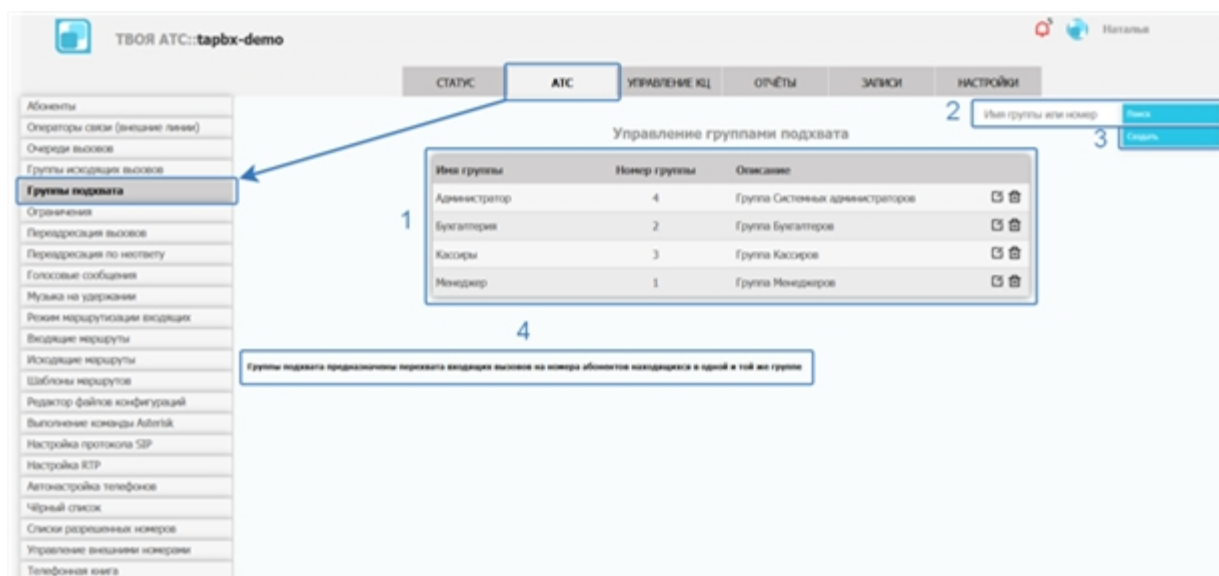 ТВОЯ АТС::tapbx-demo
5
Наталья
СТАТУС АТС УПРАВЛЕНИЕ КЦ ОТЧЁТЫ ЗАПИСИ НАСТРОЙКИ
Абоненты
Операторы связи (внешние линии)
Очереди вызовов
Группы исходящих вызовов
Группы подхвата
Ограничения
Переадресация вызовов
Переадресация по неответу
Голосовые сообщения
Музыка на удержании
Режим маршрутизации входящих
Входящие маршруты
Исходящие маршруты
Шаблоны маршрутов
Редактор файлов конфигураций
Выполнение команды Asterisk
Настройка протокола SIP
Настройка RTP
Автонастройка телефонов
Чёрный список
Списки разрешенных номеров
Управление внешними номерами
Телефонная книга
2 Имя группы или номер Поиск
3 Создать
Управление группами подхвата
1
Имя группы Номер группы Описание
Администратор 4 Группа Системных администраторов
Бухгалтерия 2 Группа Бухгалтеров
Кассиры 3 Группа Кассиров
Менеджер 1 Группа Менеджеров
4
Группы подхвата предназначены перехвата входящих вызовов на номера абонентов находящихся в одной и той же группе